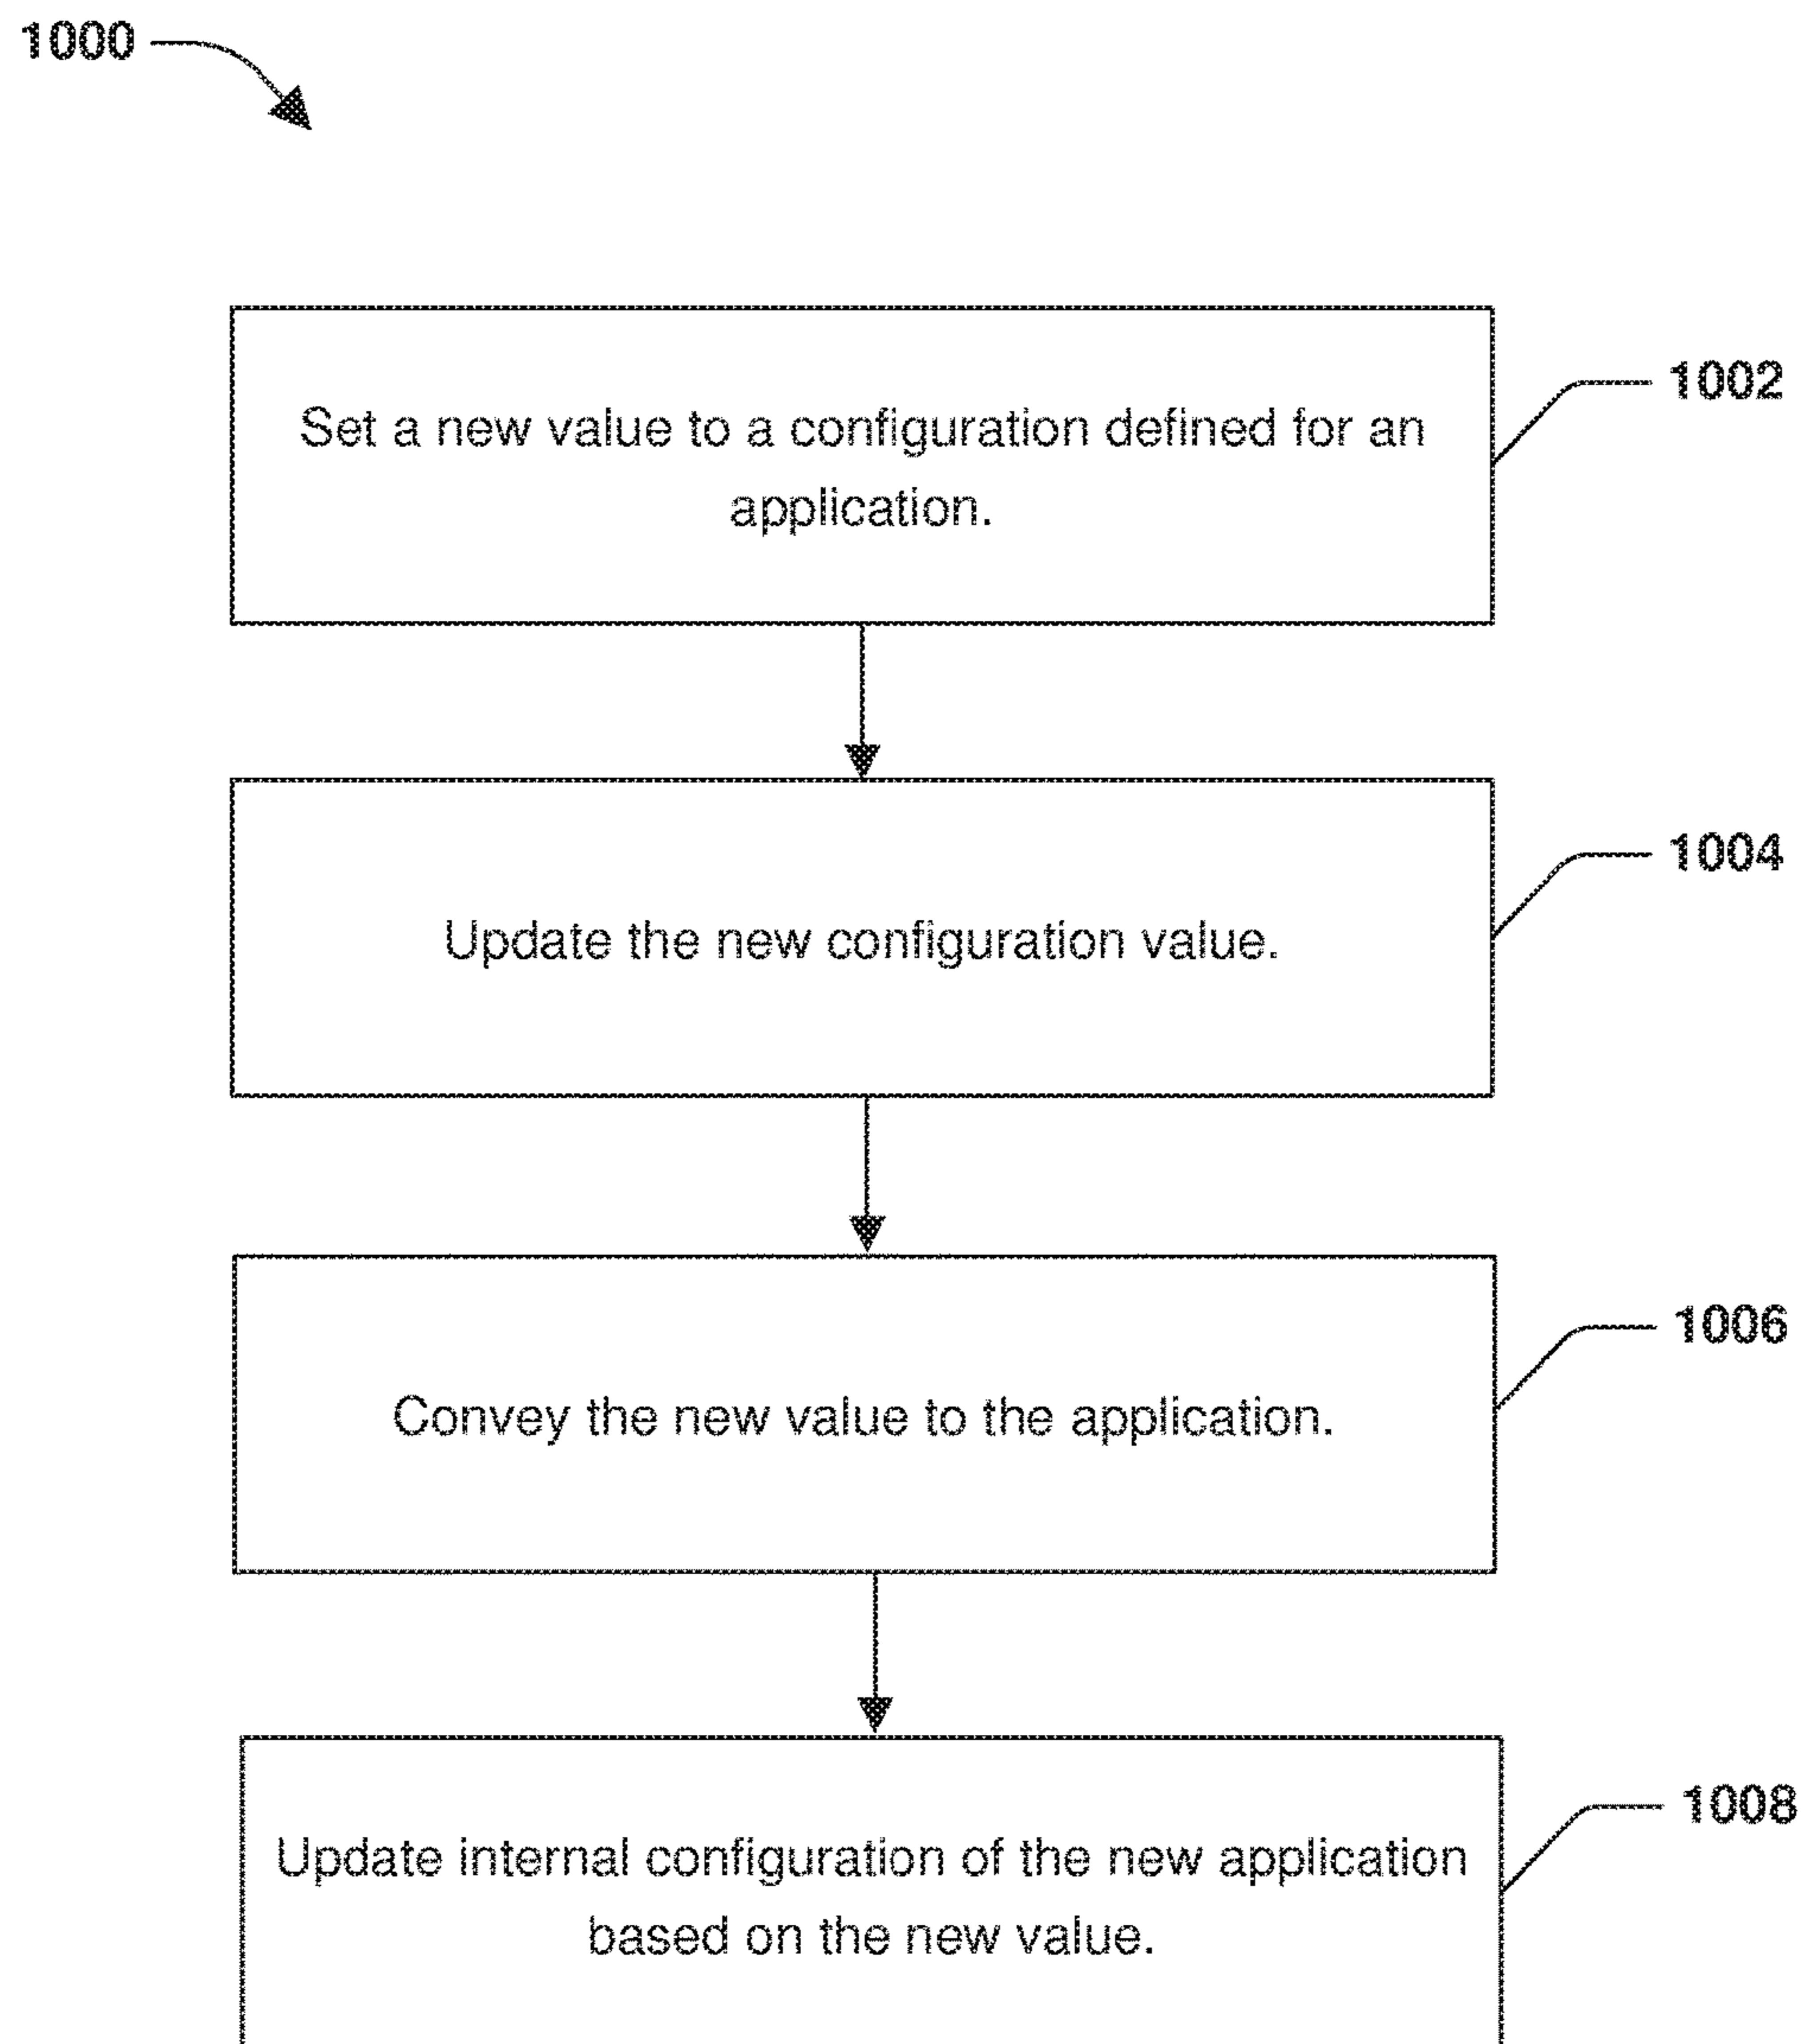 1000
Set a new value to a configuration defined for an
application.
1002
Update the new configuration value.
1004
Convey the new value to the application.
1006
Update internal configuration of the new application
based on the new value.
1008